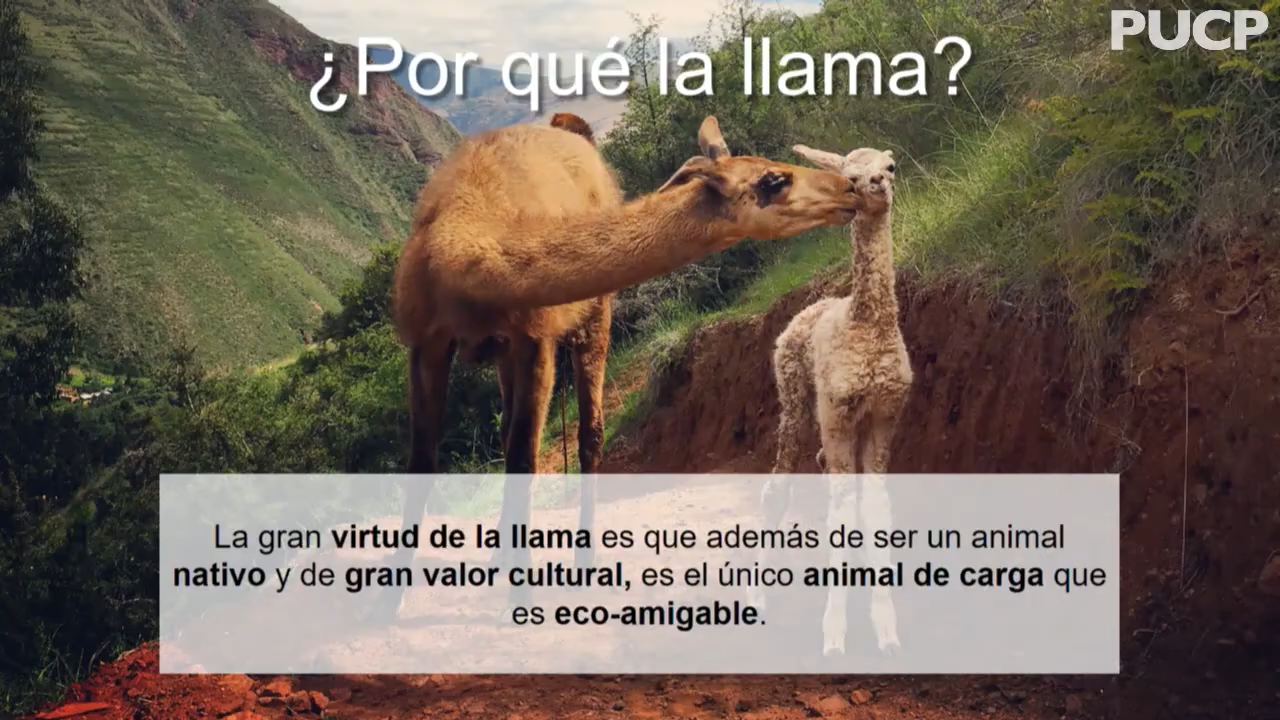 PUCP
¿Por qué la llama?
La gran virtud de la llama es que además de ser un animal
nativo y de gran valor cultural, es el único animal de carga que
es eco-amigable.